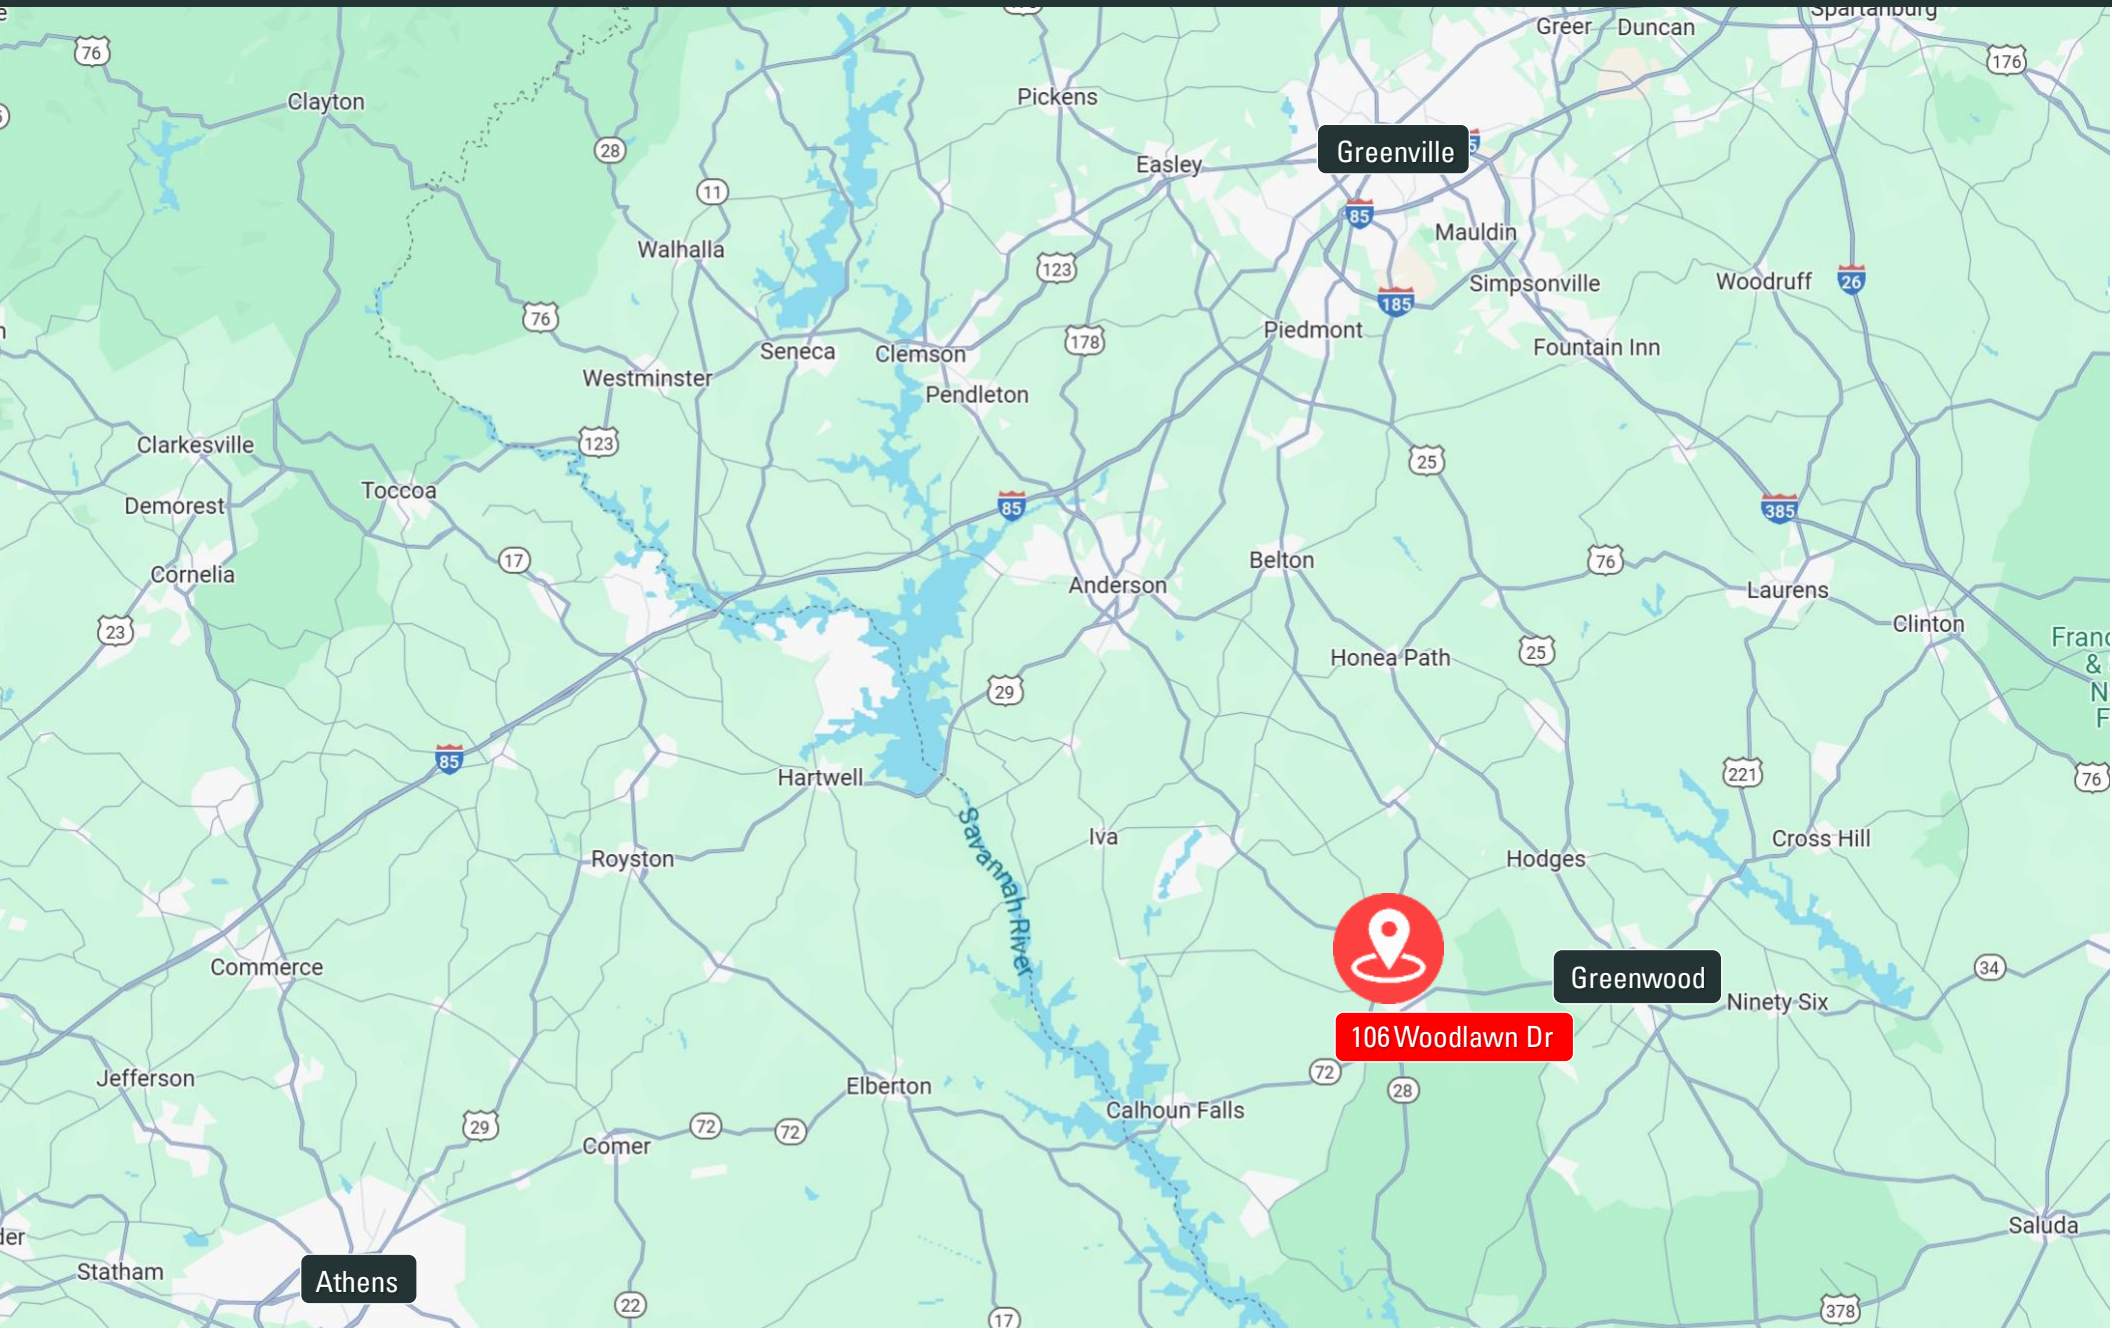 Spartanburg
Greer
Duncan
76
176
Clayton
Pickens
28
Greenville
Easley
11
85
Mauldin
Walhalla
123
Simpsonville
Woodruff
26
185
76
Piedmont
178
Fountain Inn
Seneca
Clemson
Westminster
Pendleton
Clarkesville
123
25
Toccoa
Demorest
85
385
17
Belton
76
Cornelia
Anderson
Laurens
23
Clinton
Franc
&
N
F
Honea Path
25
29
85
Hartwell
221
76
Savannah River
Iva
Cross Hill
Royston
Hodges
Commerce
Greenwood
34
Ninety Six
106 Woodlawn Dr
72
Jefferson
Elberton
28
Calhoun Falls
29
72
72
Comer
Saluda
der
Statham
Athens
22
17
378